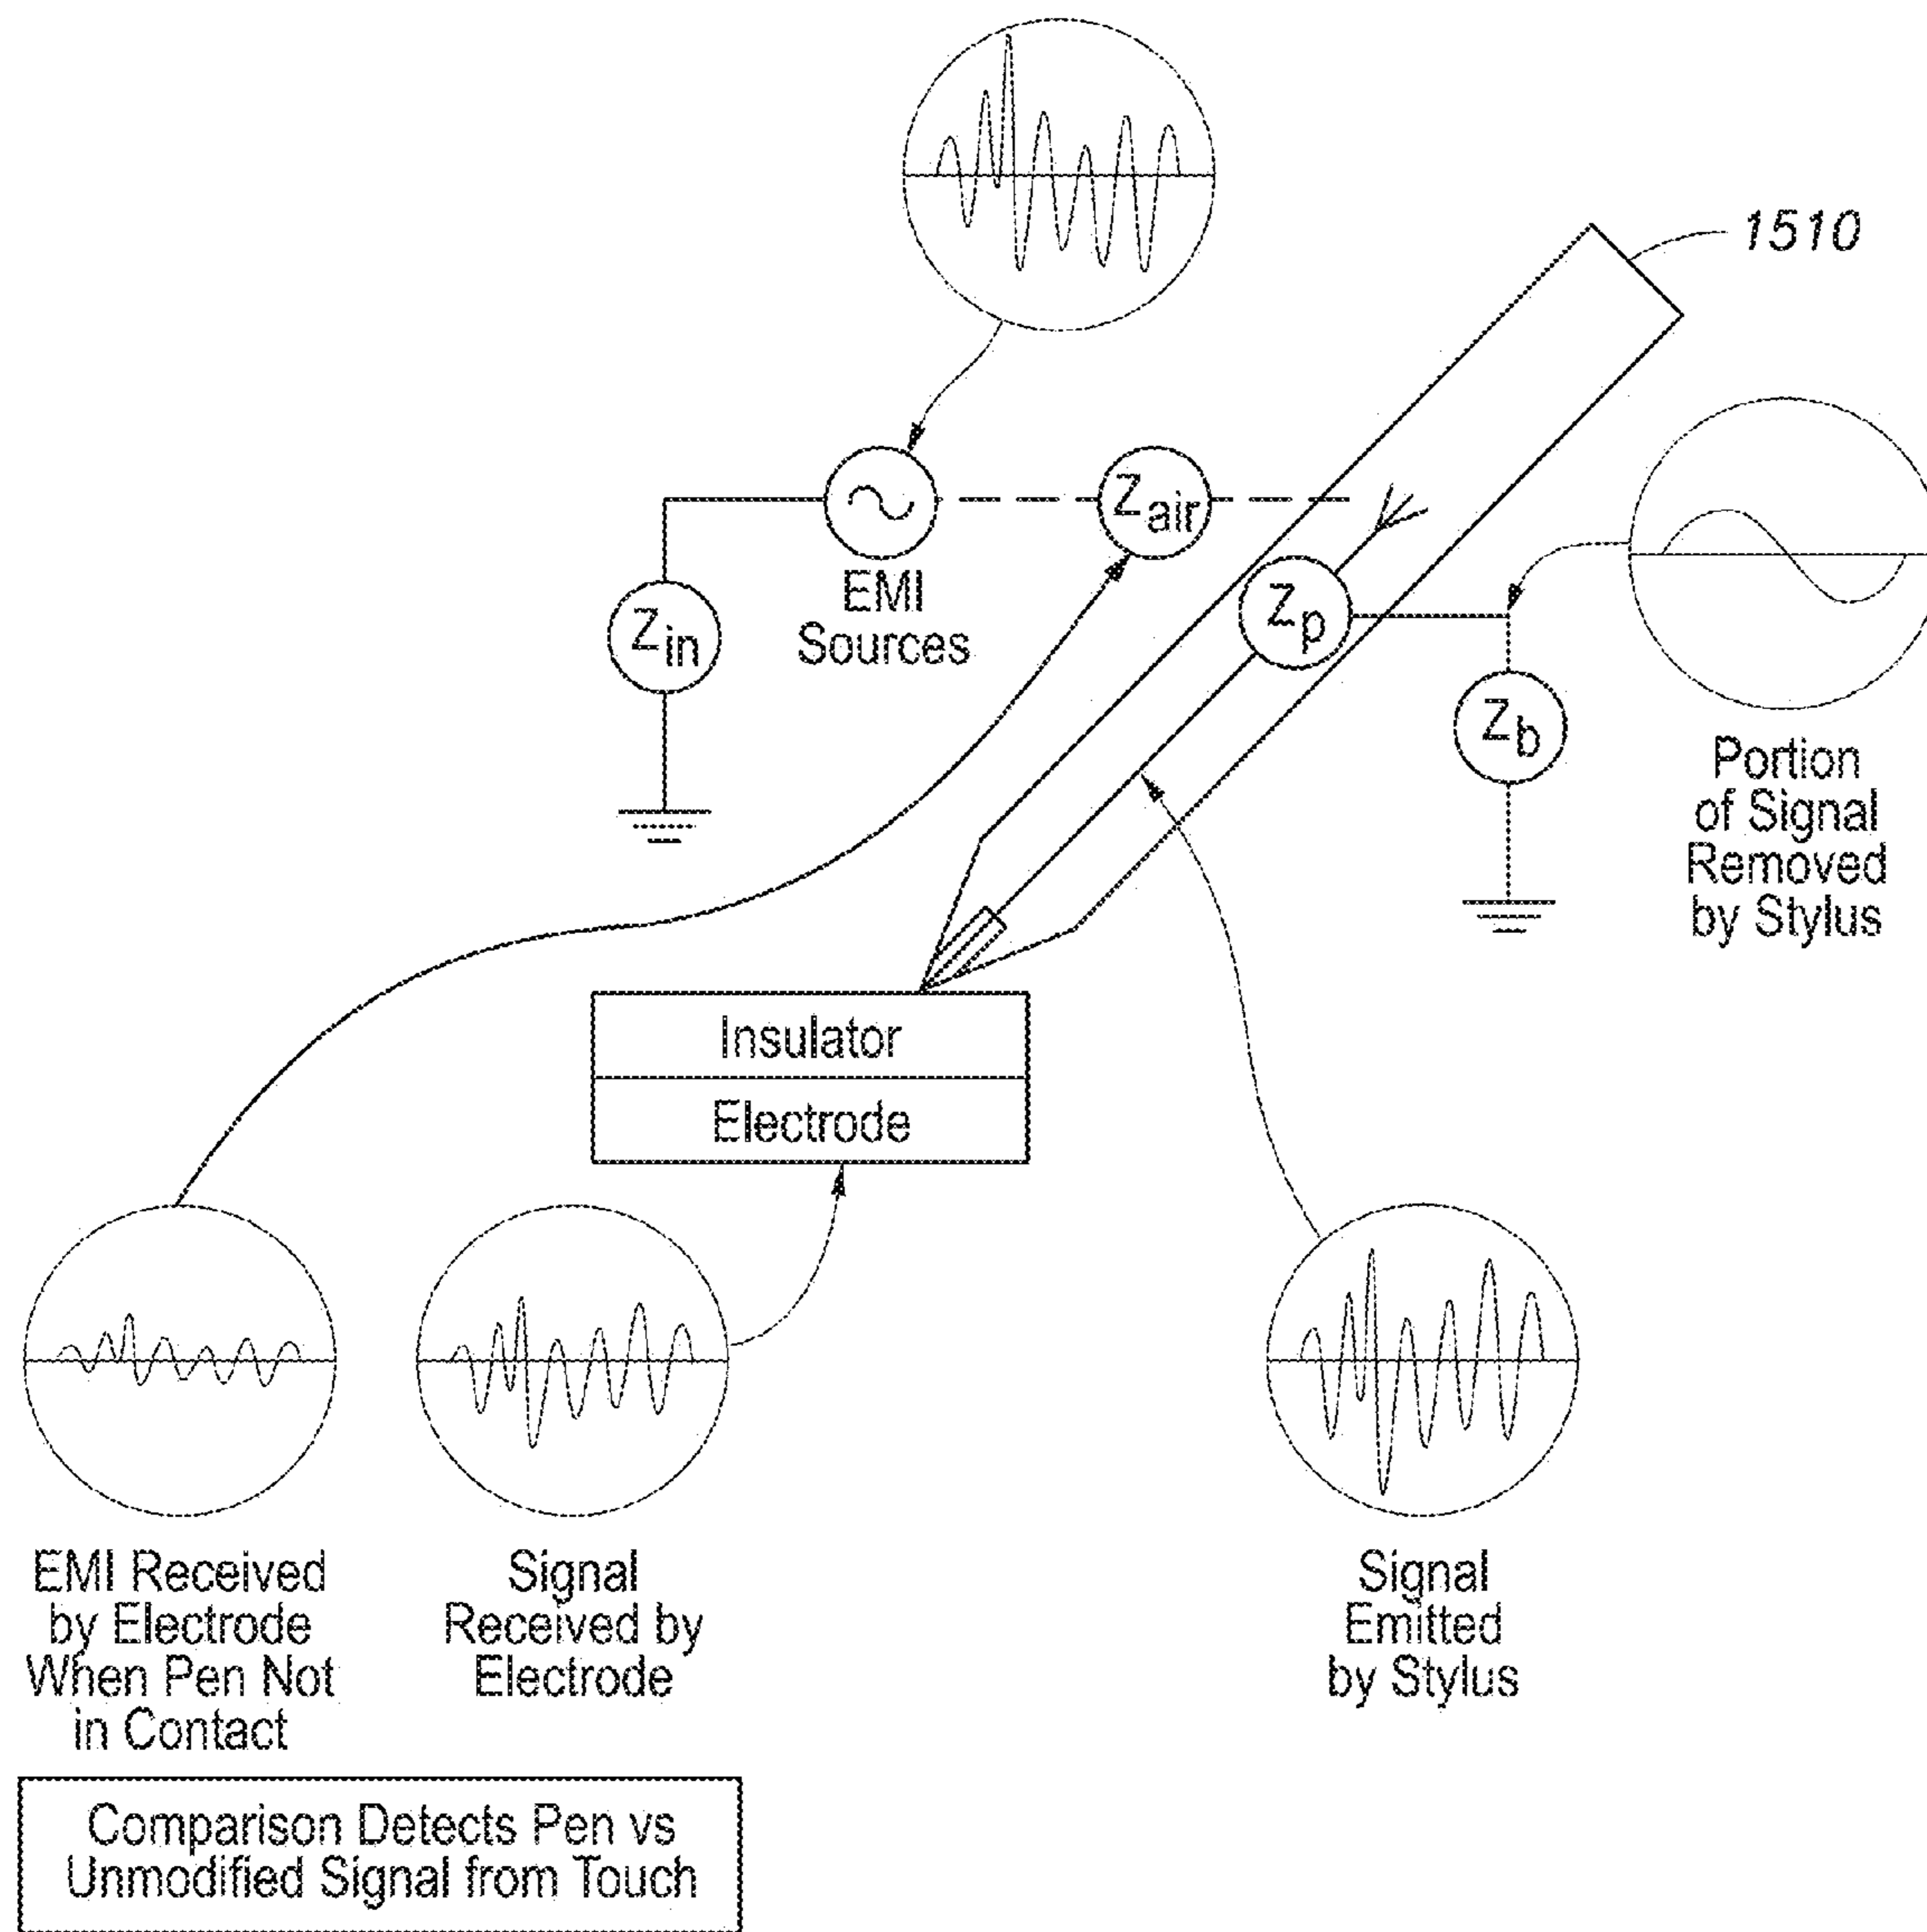 1510
Z air
EMI
Sources
Z in
Z p
Z b
Portion
of Signal
Removed
by Stylus
Insulator
Electrode
EMI Received
by Electrode
When Pen Not
in Contact
Signal
Received by
Electrode
Signal
Emitted
by Stylus
Comparison Detects Pen vs
Unmodified Signal from Touch